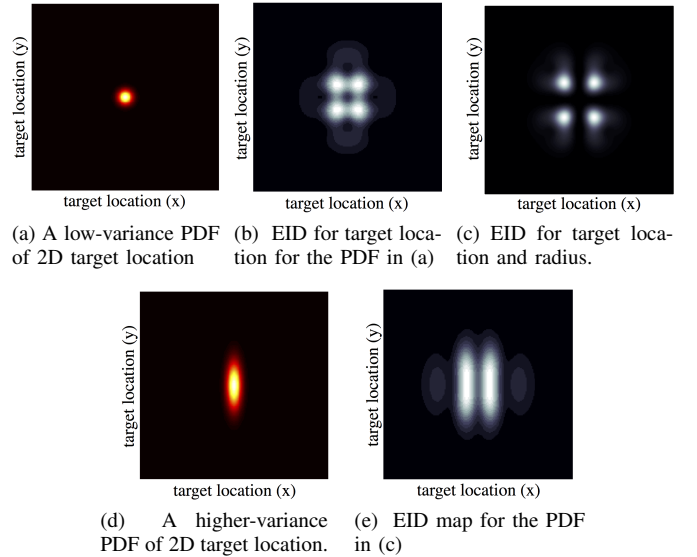 target location (y)
target location (x)
target location (y)
target location (x)
target location (y)
target location (x)
(a) A low-variance PDF
of 2D target location
(b) EID for target loca-
tion for the PDF in (a)
(c) EID for target loca-
tion and radius.
target location (y)
target location (x)
target location (y)
target location (x)
(d) A higher-variance
PDF of 2D target location.
(e) EID map for the PDF
in (c)